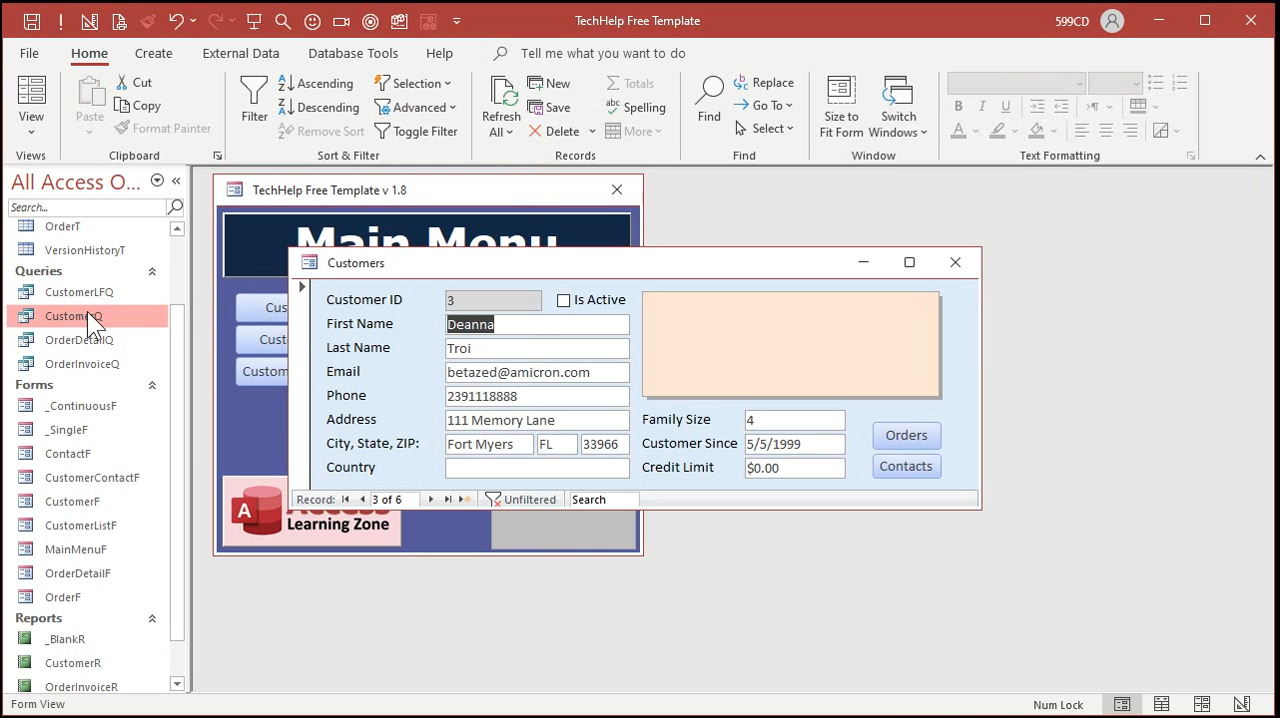 TechHelp Free Template
599CD
File Home Create External Data Database Tools Help Tell me what you want to do
View
Views
Paste
Cut
Copy
Format Painter
Clipboard
Filter
Ascending
Descending
Remove Sort
Selection
Advanced
Toggle Filter
Sort & Filter
Refresh
All
New
Save
Delete
Totals
Spelling
More
Records
Find
Replace
Go To
Select
Find
Size to
Fit Form
Switch
Windows
Window
B I U
A
Text Formatting
All Access O...
Search...
OrderT
VersionHistoryT
Queries
CustomerLFQ
OrderDetailQ
OrderInvoiceQ
Forms
_ContinuousF
_SingleF
ContactF
CustomerContactF
CustomerF
CustomerListF
MainMenuF
OrderDetailF
OrderF
Reports
_BlankR
CustomerR
OrderInvoiceR
TechHelp Free Template v 1.8
Main Menu
Cus
Cust
Custom
A
Learning Zone
Customers
Customer ID 3 Is Active
First Name Deanna
Last Name Troi
Email betazed@amicron.com
Phone 2391118888
Address 111 Memory Lane
City, State, ZIP: Fort Myers FL 33966
Country
Family Size 4
Customer Since 5/5/1999
Credit Limit $0.00
Orders
Contacts
Record: 3 of 6 Unfiltered Search
Form View
Num Lock